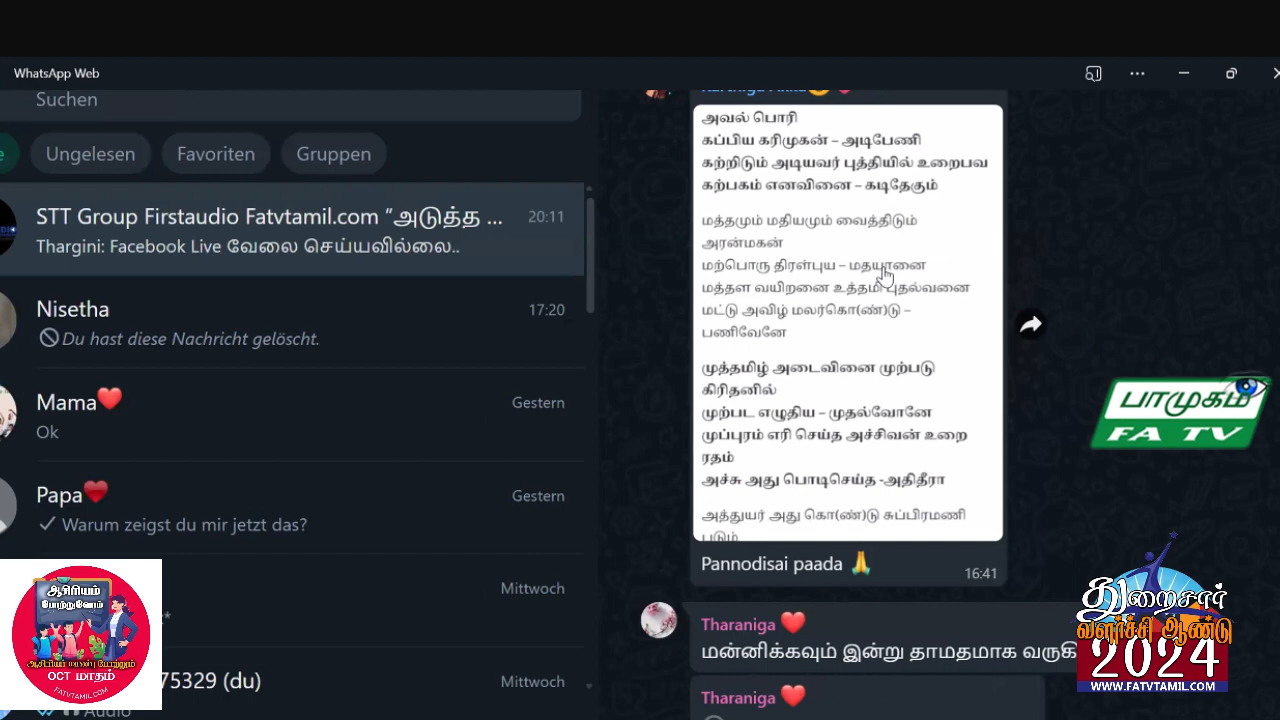 WhatsApp Web
Suchen
Ungelesen
Favoriten
Gruppen
STT Group Firstaudio Fatvtamil.com “அடுத்த ...
20:11
Thargini: Facebook Live வேலை செய்யவில்லை..
Nisetha
17:20
Du hast diese Nachricht gelöscht.
Mama❤️
Gestern
Ok
Papa❤️
Gestern
Warum zeigst du mir jetzt das?
Mittwoch
75329 (du)
Mittwoch
Audio
அவல் பொரி
கப்பிய கரிமுகன் – அடிபேணி
கற்றிடும் அடியவர் புத்தியில் உறைபவ
கற்பகம் எனவினை – கடிதேகும்
மத்தமும் மதியமும் வைத்திடும்
அரன்மகன்
மற்பொரு திரள்புய – மதயானை
மத்தள வயிறனை உத்தமி புதல்வனை
மட்டு அவிழ் மலர்கொ(ண்)டு –
பணிவேனே
முத்தமிழ் அடைவினை முற்படு
கிரிதனில்
முற்பட எழுதிய – முதல்வோனே
முப்புரம் எரி செய்த அச்சிவன் உறை
ரதம்
அச்சு அது பொடிசெய்த -அதிதீரா
அத்துயர் அது கொ(ண்)டு சுப்பிரமணி
படும்
Pannodisai paada 🙏
16:41
Tharaniga ❤️
மன்னிக்கவும் இன்று தாமதமாக வருகி
Tharaniga ❤️
பாமுகம்
FA TV
துறைசார்
வளர்ச்சி ஆண்டு
2024
WWW.FATVTAMIL.COM
ஆசிரியம்
போற்றுவோம்
ஆசிரியம் மாண்பு போற்றும்
OCT மாதம்
FATVTAMIL.COM